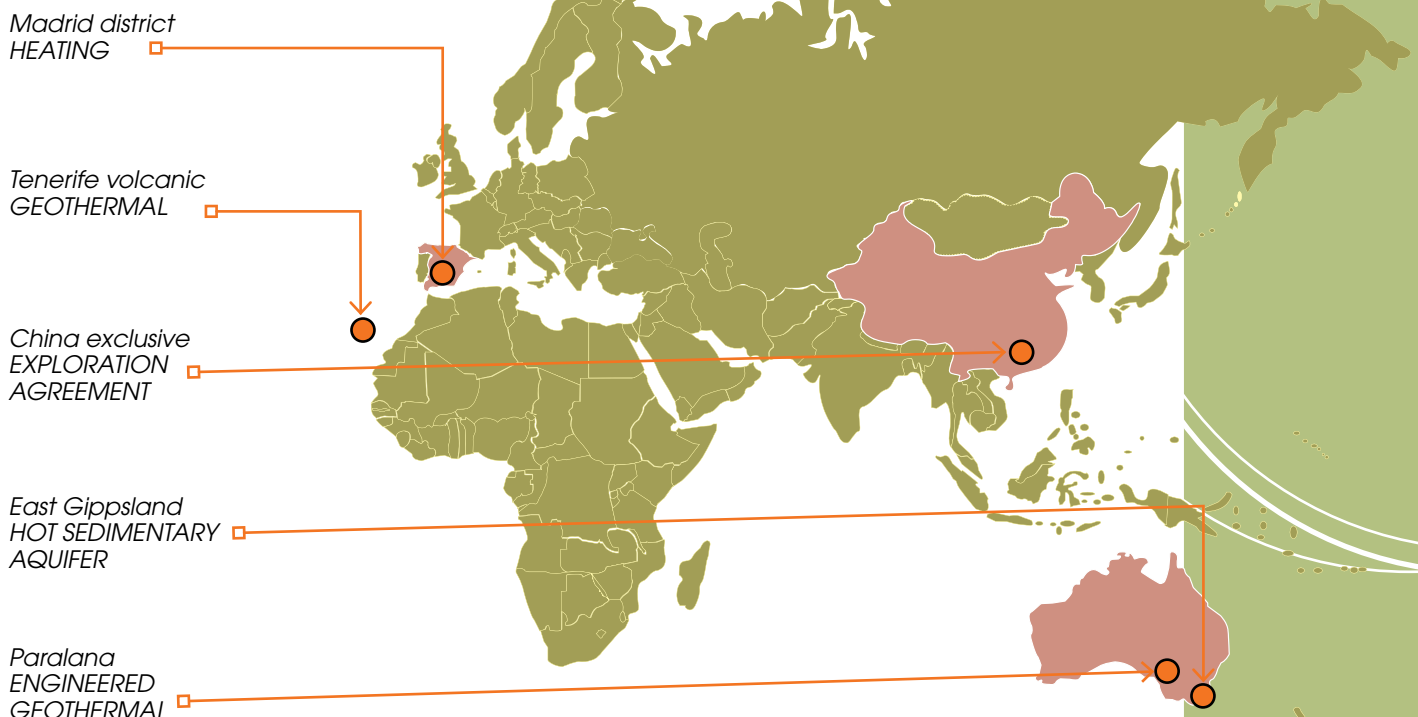 Madrid district
HEATING
Tenerife volcanic
GEOTHERMAL
China exclusive
EXPLORATION
AGREEMENT
East Gippsland
HOT SEDIMENTARY
AQUIFER
Paralana
ENGINEERED
GEOTHERMAL